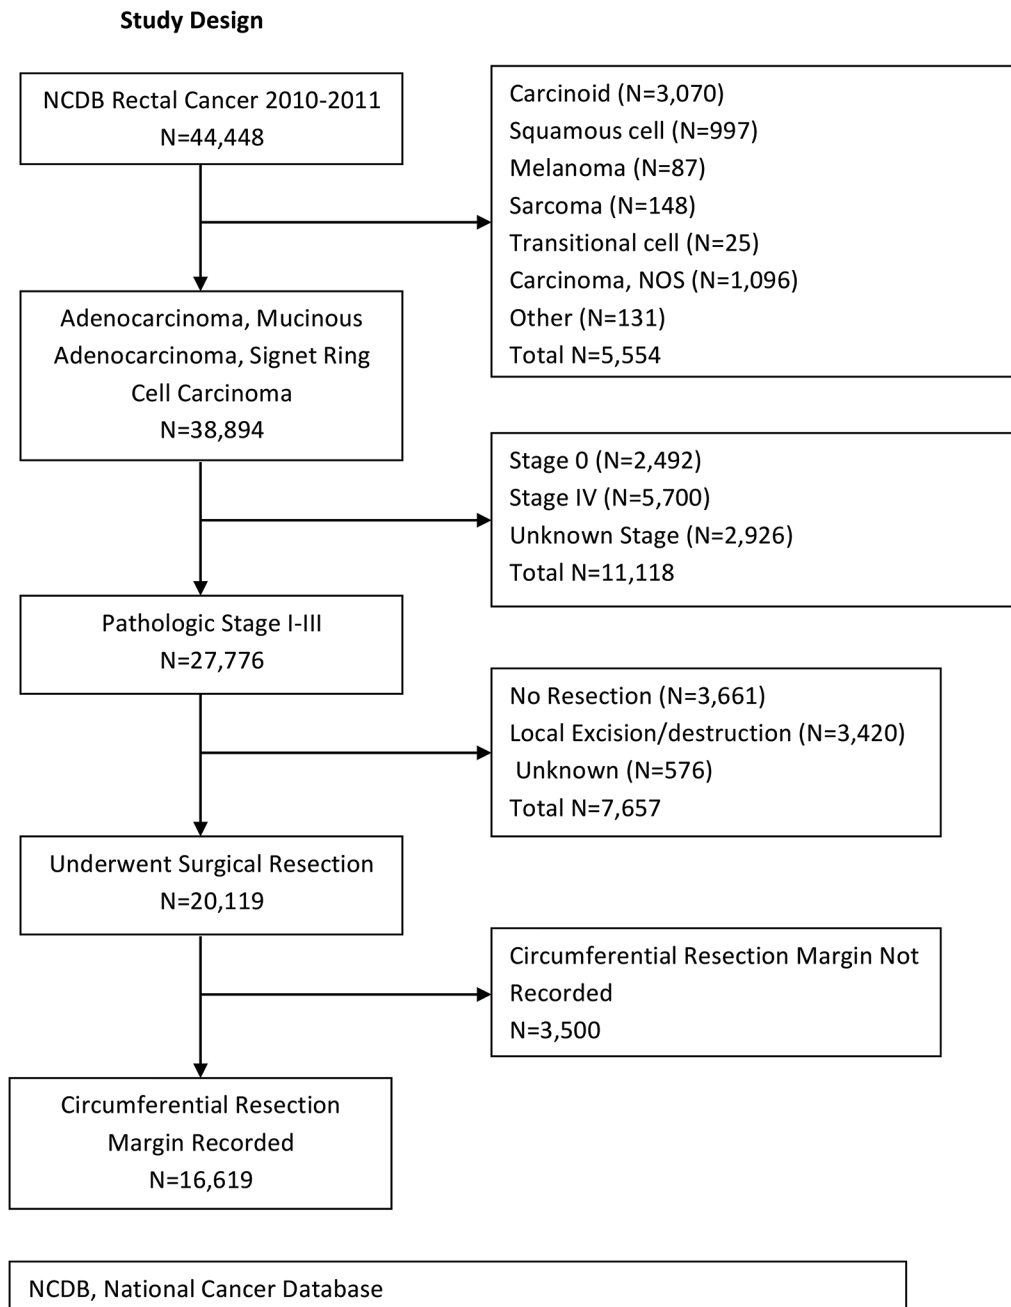 Study Design
NCDB Rectal Cancer 2010-2011
N=44,448
Carcinoid (N=3,070)
Squamous cell (N=997)
Melanoma (N=87)
Sarcoma (N=148)
Transitional cell (N=25)
Carcinoma, NOS (N=1,096)
Other (N=131)
Total N=5,554
Adenocarcinoma, Mucinous
Adenocarcinoma, Signet Ring
Cell Carcinoma
N=38,894
Stage 0 (N=2,492)
Stage IV (N=5,700)
Unknown Stage (N=2,926)
Total N=11,118
Pathologic Stage I-III
N=27,776
No Resection (N=3,661)
Local Excision/destruction (N=3,420)
Unknown (N=576)
Total N=7,657
Underwent Surgical Resection
N=20,119
Circumferential Resection Margin Not
Recorded
N=3,500
Circumferential Resection
Margin Recorded
N=16,619
NCDB, National Cancer Database